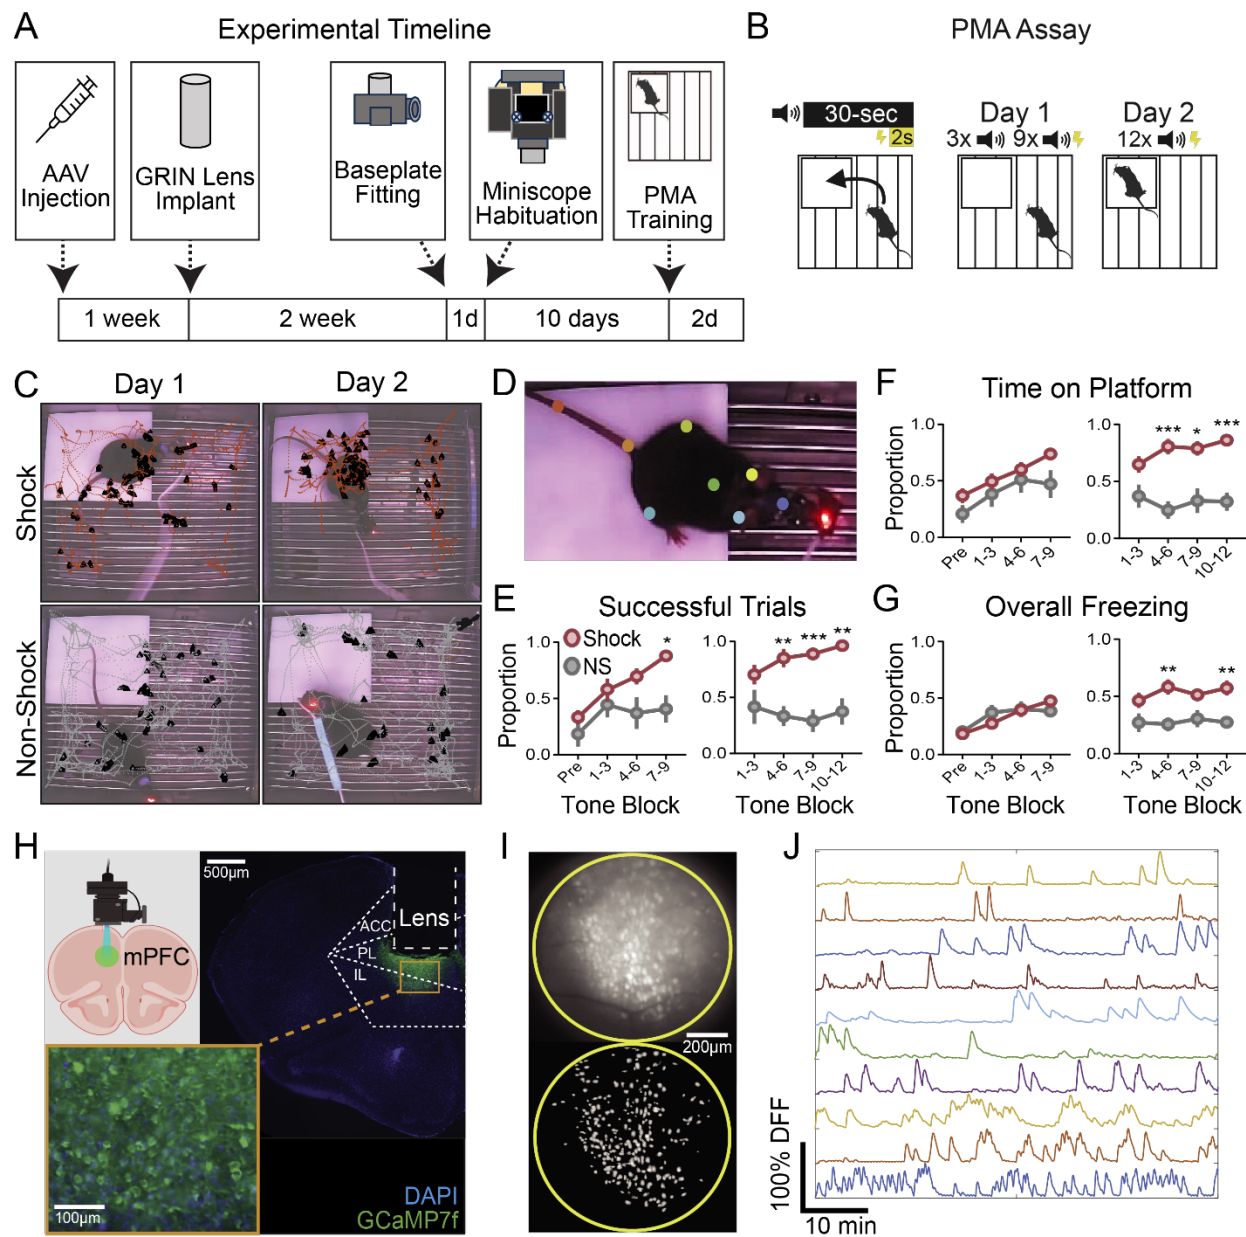 A
Experimental Timeline
AAV
Injection
GRIN Lens
Implant
Baseplate
Fitting
Miniscope
Habituation
PMA
Training
1 week
2 week
1d
10 days
2d
B
PMA Assay
30-sec
2s
Day 1
3x
9x
Day 2
12x
C
Day 1
Day 2
Shock
Non-Shock
D
E
Successful Trials
Shock
NS
Proportion
1.0
0.5
0.0
*
Pre
1-3
4-6
7-9
1.0
0.5
0.0
**
***
**
1-3
4-6
7-9
10-12
Tone Block
Tone Block
F
Time on Platform
Proportion
1.0
0.5
0.0
Pre
1-3
4-6
7-9
1.0
0.5
0.0
***
*
***
1-3
4-6
7-9
10-12
G
Overall Freezing
Proportion
1.0
0.5
0.0
Pre
1-3
4-6
7-9
1.0
0.5
0.0
**
**
1-3
4-6
7-9
10-12
Tone Block
Tone Block
H
mPFC
500µm
Lens
ACC
PL
IL
100µm
DAPI
GCaMP7f
I
200µm
J
100% DFF
10 min